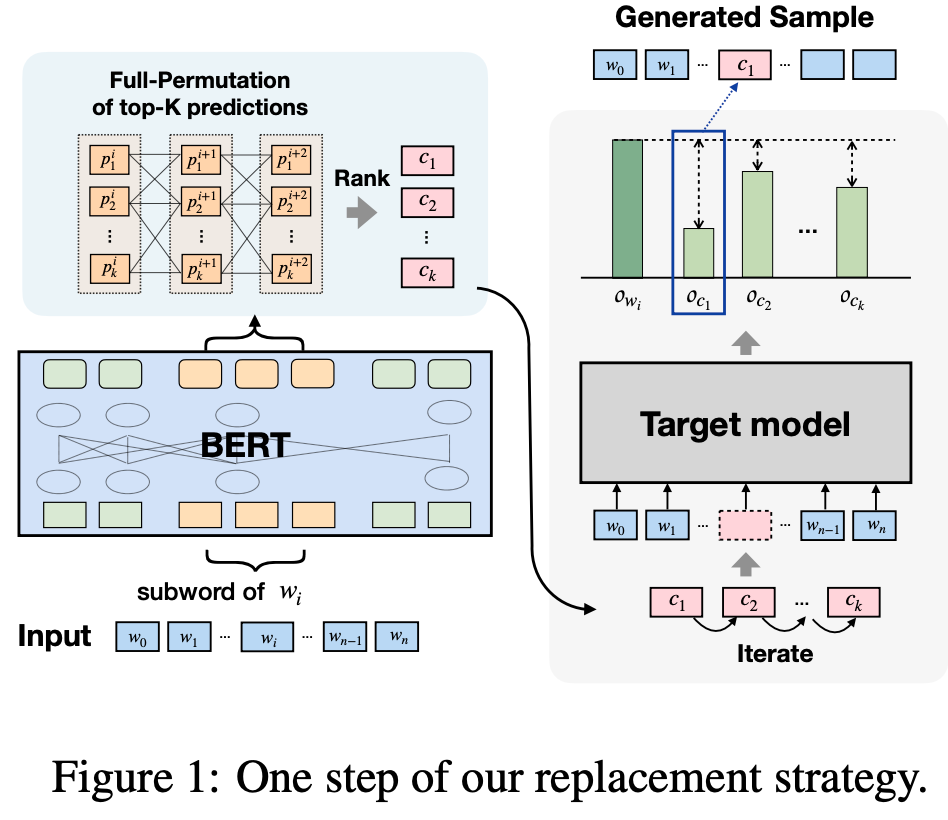 Full-Permutation
of top-K predictions
p_1^i p_1^{i+1} p_1^{i+2}
p_2^i p_2^{i+1} p_2^{i+2}
⋮ ⋮ ⋮
p_k^i p_k^{i+1} p_k^{i+2}
Rank
c_1
c_2
⋮
c_k
BERT
subword of w_i
Input w_0 w_1 ... w_i ... w_{n-1} w_n
Generated Sample
w_0 w_1 ... c_1 ...
...
o_{w_i} o_{c_1} o_{c_2} o_{c_k}
Target model
w_0 w_1 ... ... w_{n-1} w_n
c_1 c_2 ... c_k
Iterate
Figure 1: One step of our replacement strategy.